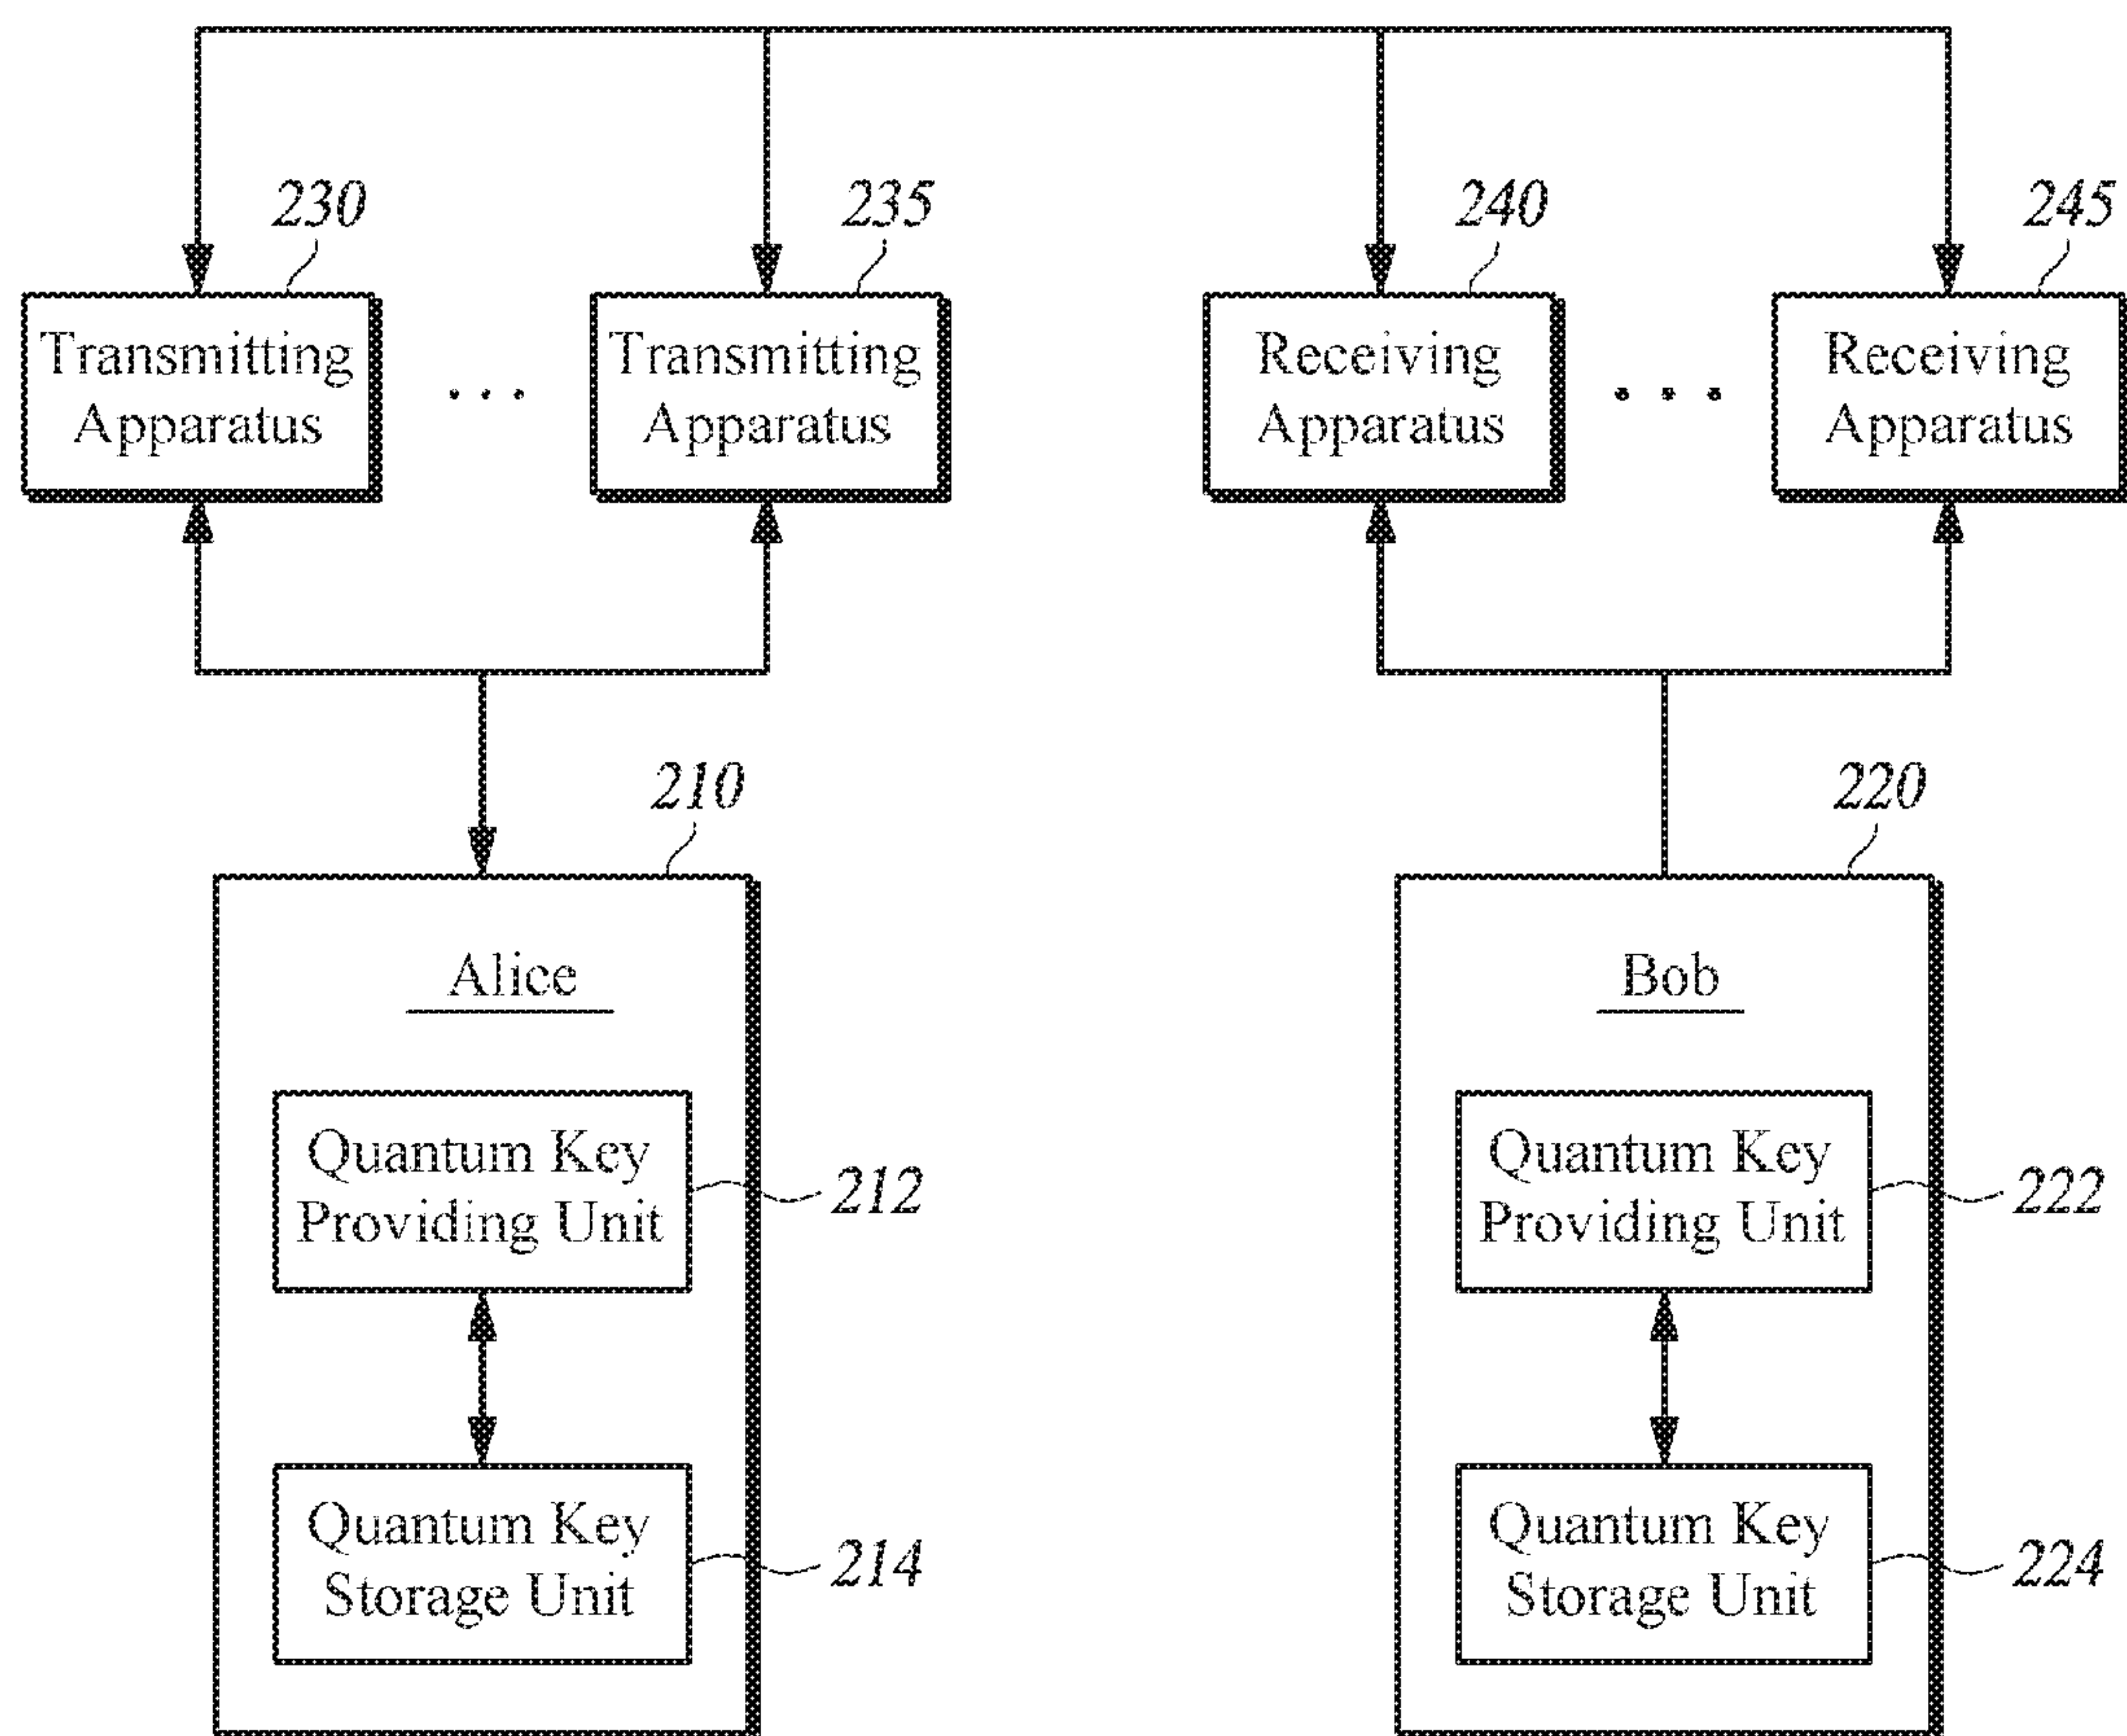 230
235
240
245
Transmitting
Apparatus
. . .
Transmitting
Apparatus
Receiving
Apparatus
. . .
Receiving
Apparatus
210
220
Alice
Bob
Quantum Key
Providing Unit
212
Quantum Key
Providing Unit
222
Quantum Key
Storage Unit
214
Quantum Key
Storage Unit
224